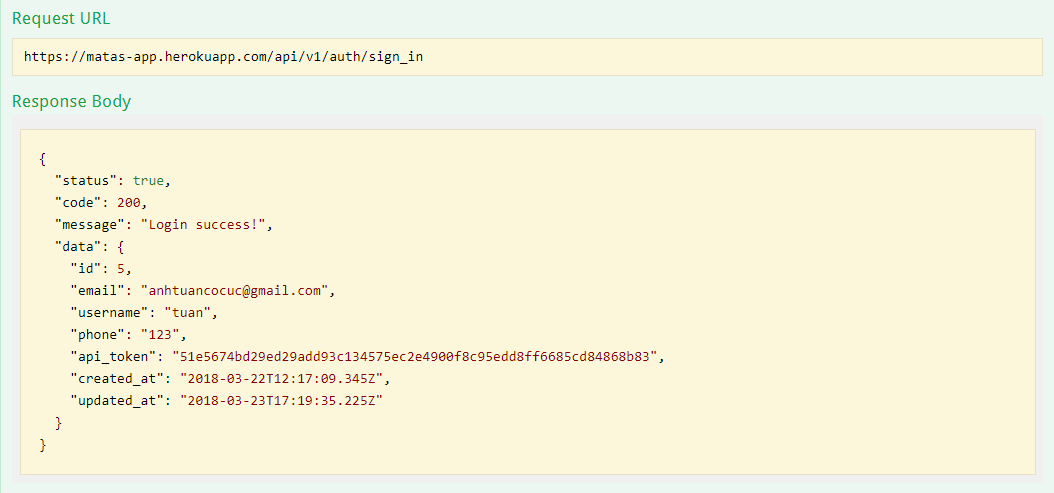 Request URL
https://matas-app.herokuapp.com/api/v1/auth/sign_in
Response Body
{
  "status": true,
  "code": 200,
  "message": "Login success!",
  "data": {
    "id": 5,
    "email": "anhtuancocuc@gmail.com",
    "username": "tuan",
    "phone": "123",
    "api_token": "51e5674bd29ed29add93c134575ec2e4900f8c95edd8ff6685cd84868b83",
    "created_at": "2018-03-22T12:17:09.345Z",
    "updated_at": "2018-03-23T17:19:35.225Z"
  }
}